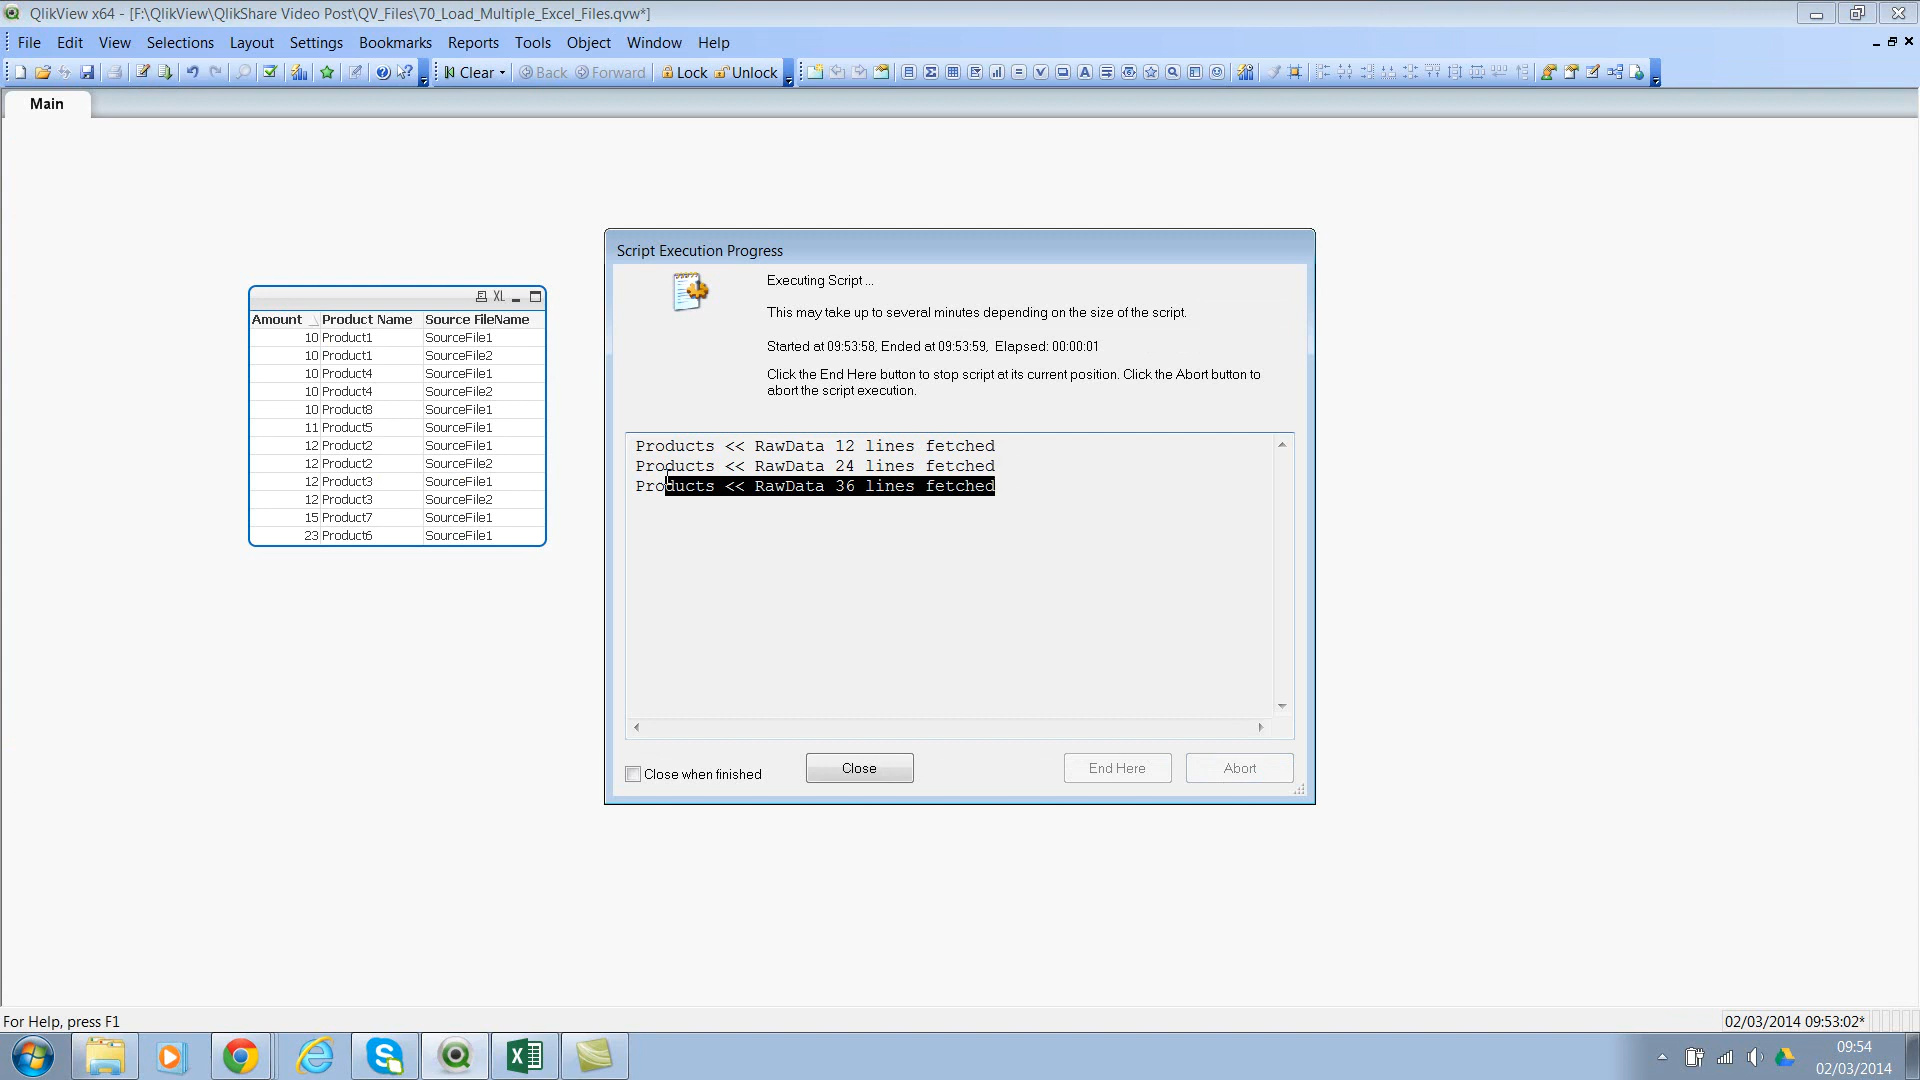 QlikView x64 - [F:\QlikView\QlikShare Video Post\QV_Files\70_Load_Multiple_Excel_Files.qvw*]
File Edit View Selections Layout Settings Bookmarks Reports Tools Object Window Help
Clear Back Forward Lock Unlock
Main
XL
Amount Product Name Source FileName
10 Product1 SourceFile1
10 Product1 SourceFile2
10 Product4 SourceFile1
10 Product4 SourceFile2
10 Product8 SourceFile1
11 Product5 SourceFile1
12 Product2 SourceFile1
12 Product2 SourceFile2
12 Product3 SourceFile1
12 Product3 SourceFile2
15 Product7 SourceFile1
23 Product6 SourceFile1
Script Execution Progress
Executing Script ...
This may take up to several minutes depending on the size of the script.
Started at 09:53:58, Ended at 09:53:59, Elapsed: 00:00:01
Click the End Here button to stop script at its current position. Click the Abort button to
abort the script execution.
Products << RawData 12 lines fetched
Products << RawData 24 lines fetched
Products << RawData 36 lines fetched
Close when finished
Close
End Here
Abort
For Help, press F1
02/03/2014 09:53:02*
09:54
02/03/2014